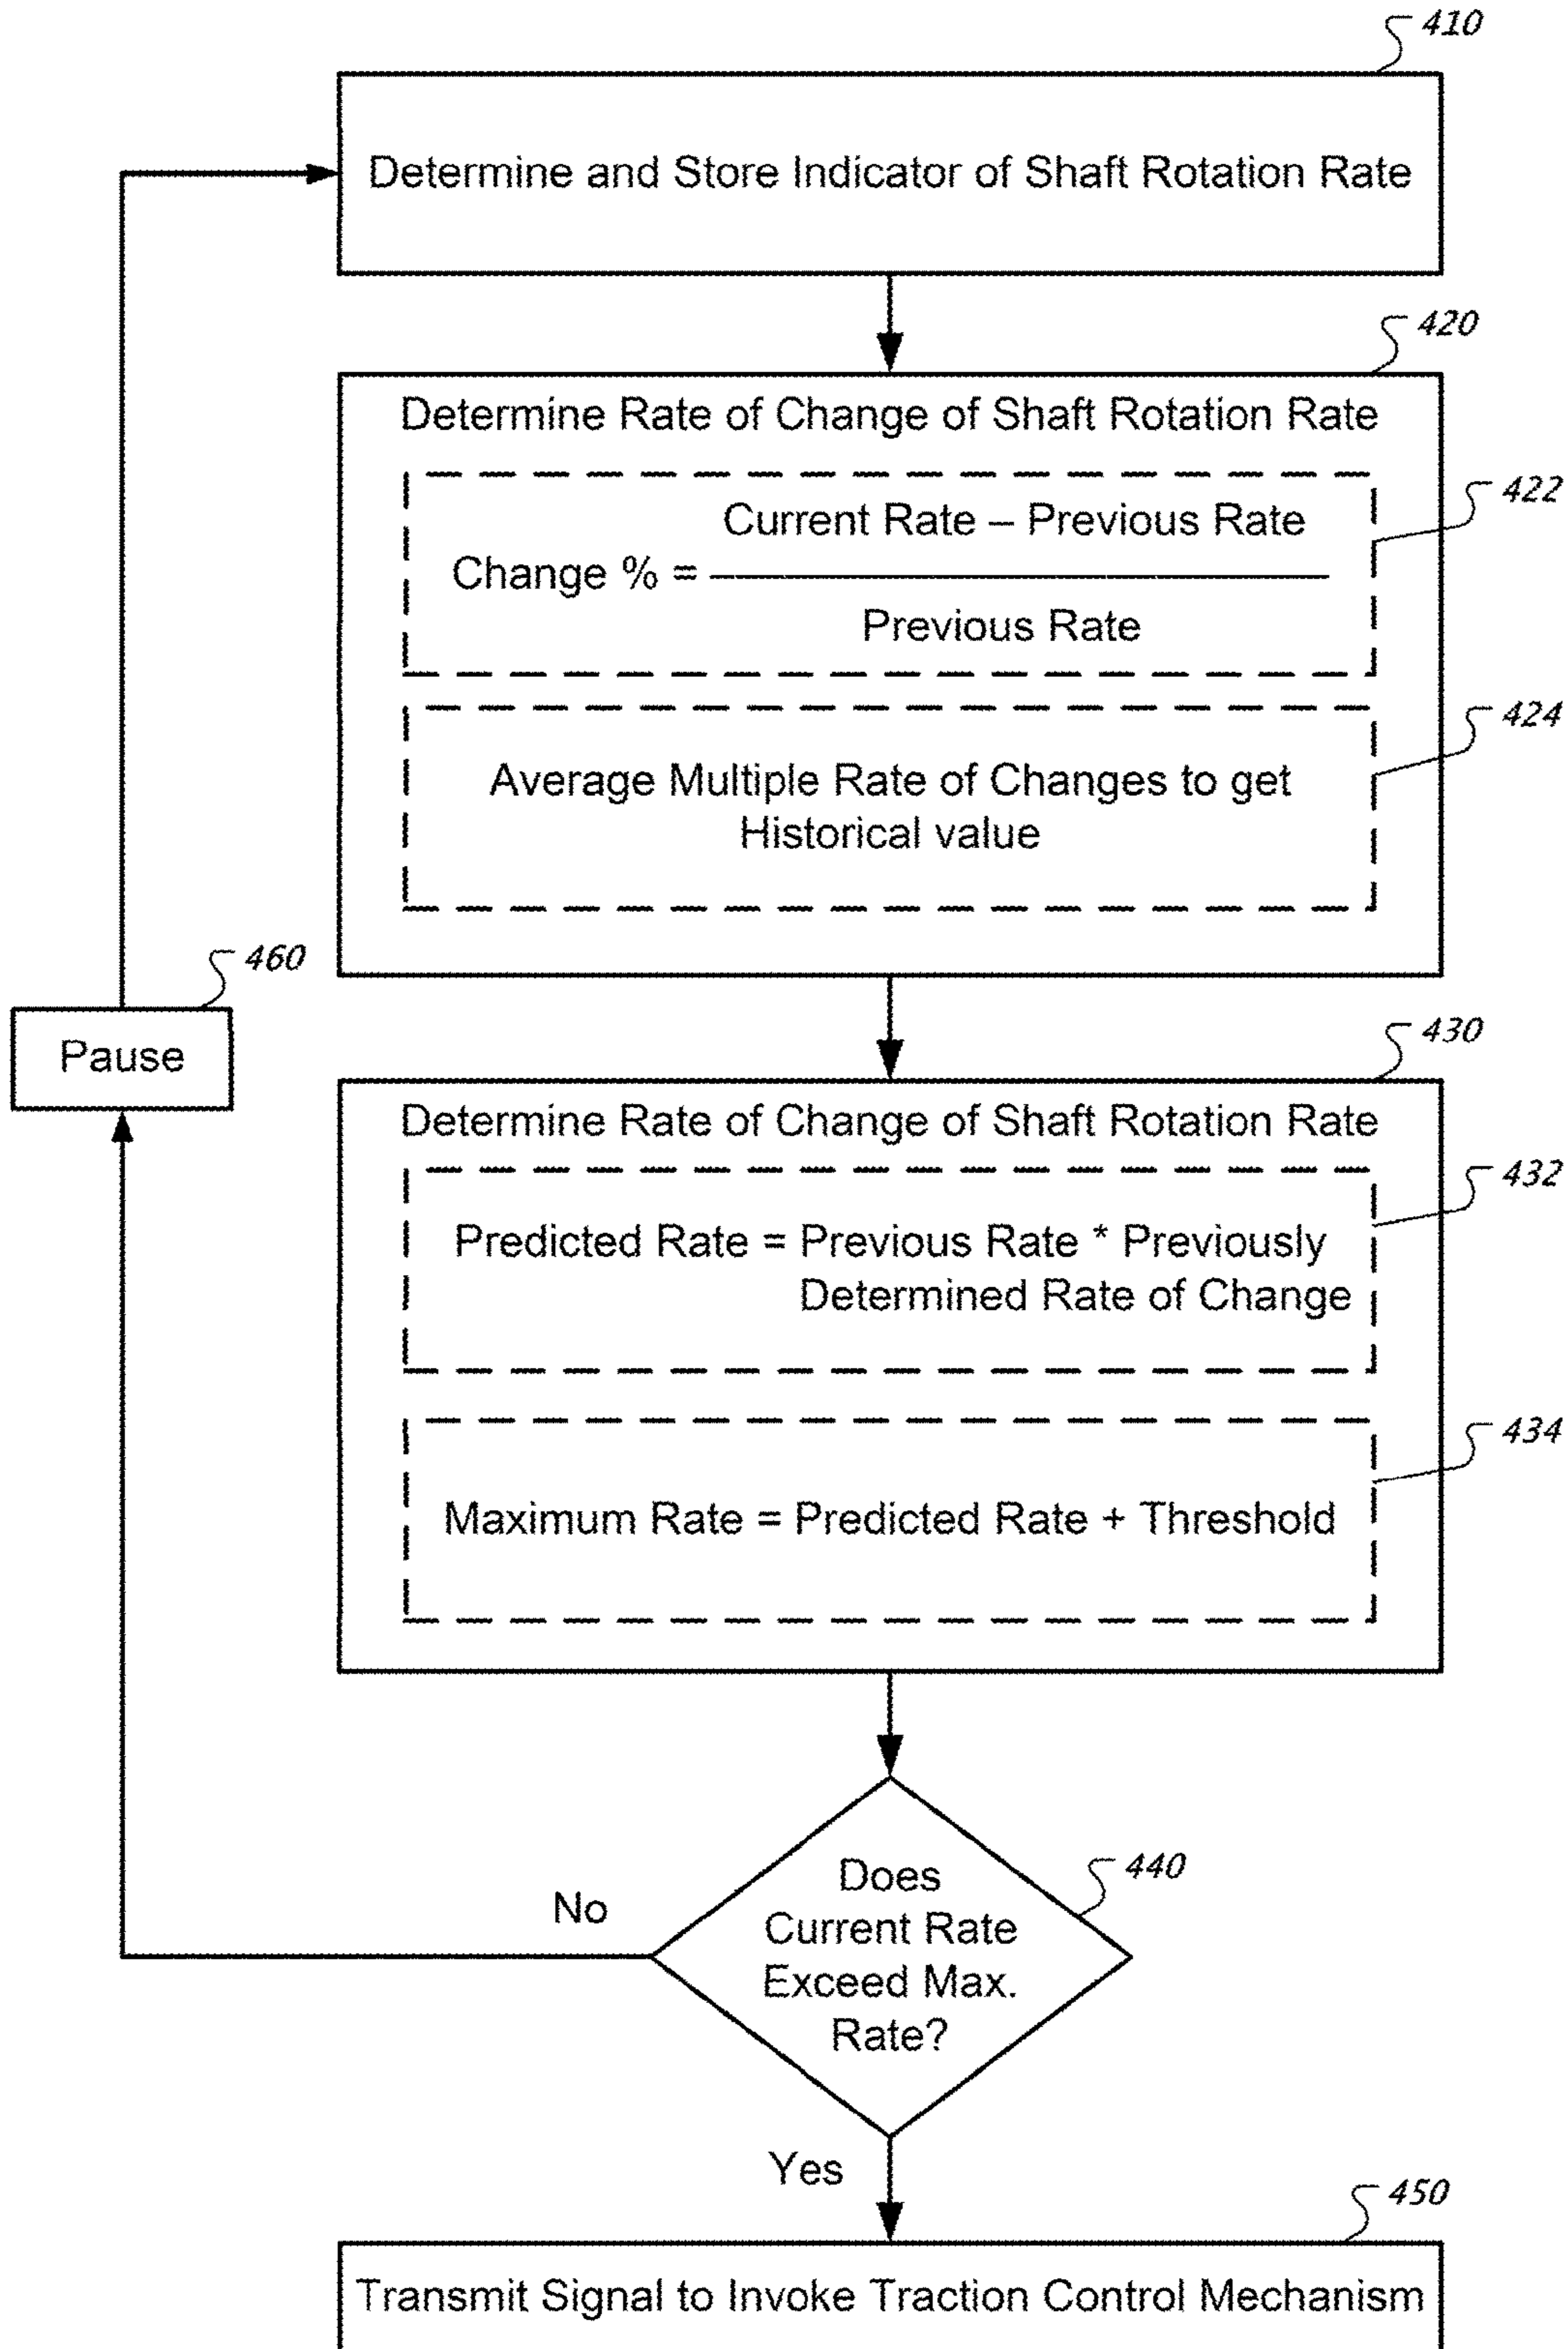 410
Determine and Store Indicator of Shaft Rotation Rate
420
Determine Rate of Change of Shaft Rotation Rate
422
Current Rate – Previous Rate
Change % =
Previous Rate
424
Average Multiple Rate of Changes to get
Historical value
460
Pause
430
Determine Rate of Change of Shaft Rotation Rate
432
Predicted Rate = Previous Rate * Previously
Determined Rate of Change
434
Maximum Rate = Predicted Rate + Threshold
440
Does
Current Rate
Exceed Max.
Rate?
No
Yes
450
Transmit Signal to Invoke Traction Control Mechanism